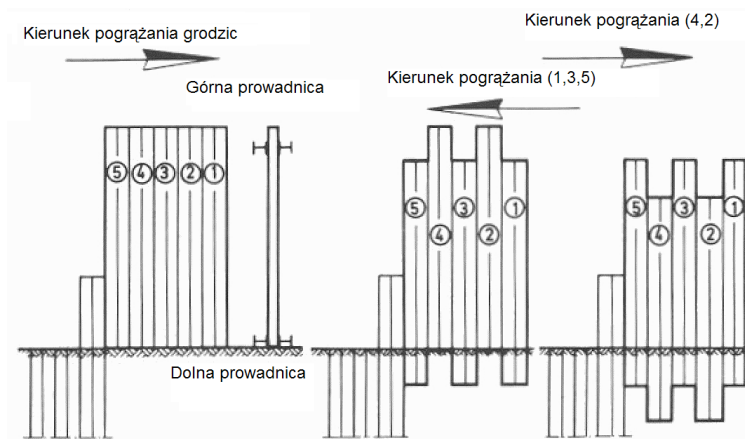 Kierunek pogrążania grodzic
Górna prowadnica
5 4 3 2 1
Dolna prowadnica
Kierunek pogrążania (1,3,5)
5 3 1
4 2
Kierunek pogrążania (4,2)
5 3 1
4 2